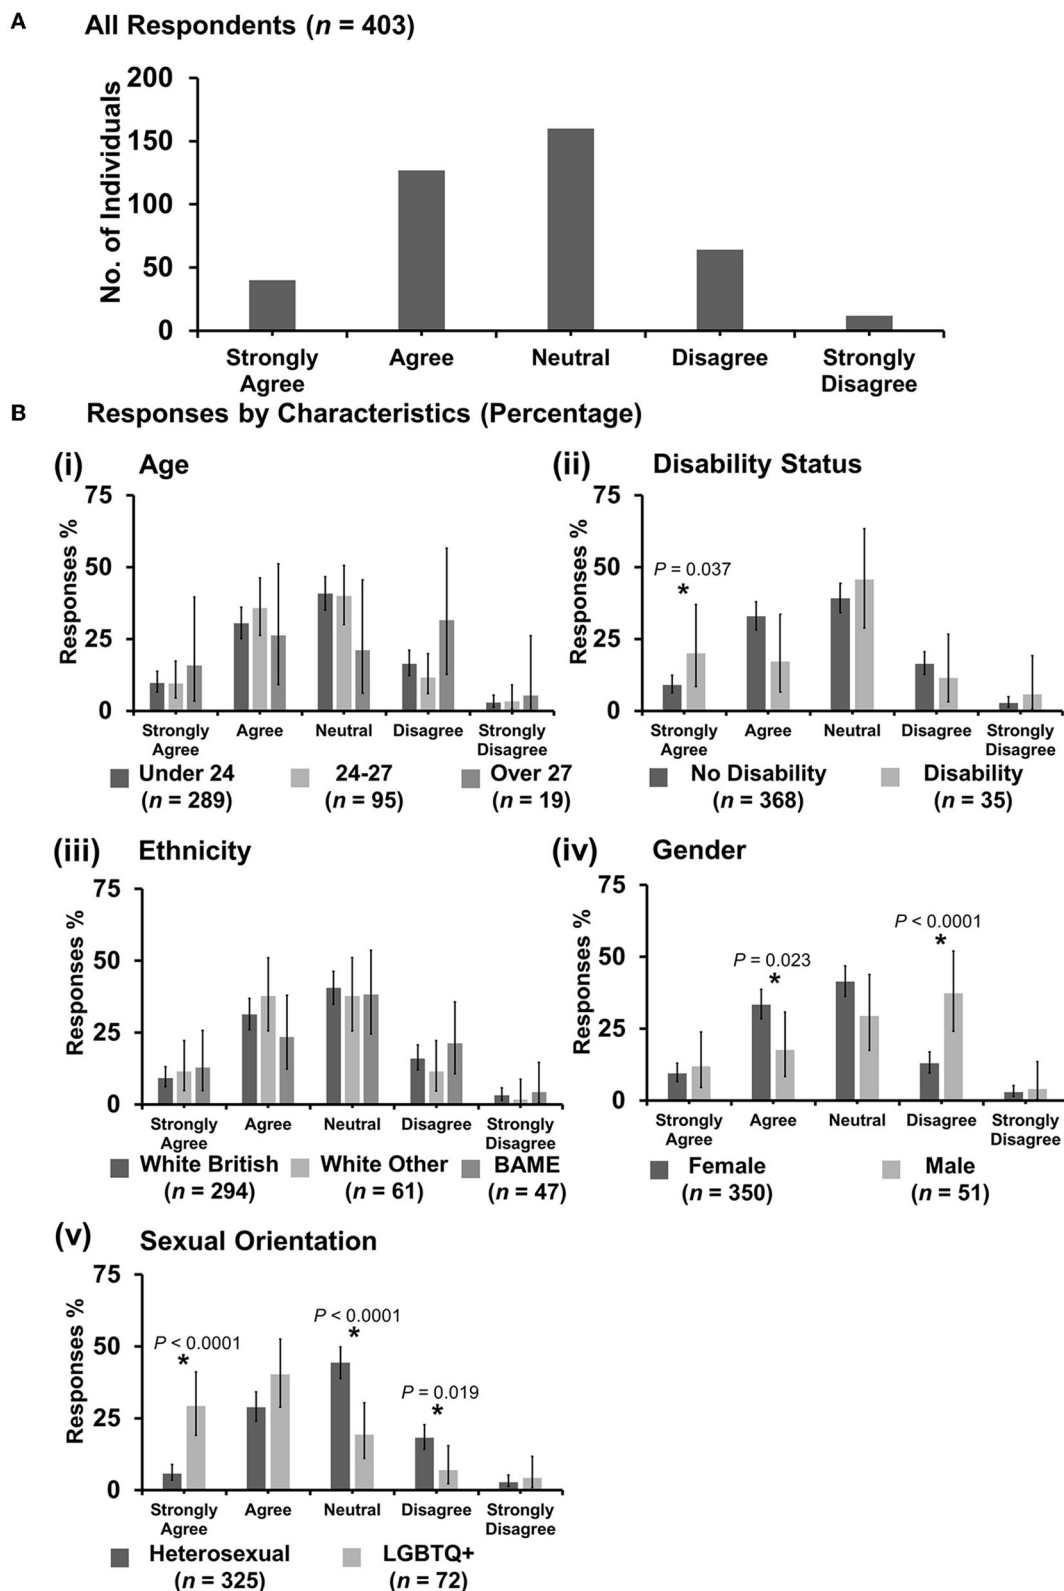 A All Respondents (n = 403)
No. of Individuals
200
150
100
50
0
Strongly Agree Neutral Disagree Strongly
Agree Disagree
B Responses by Characteristics (Percentage)
(i) Age
Responses %
75
50
25
0
Strongly Agree Neutral Disagree Strongly
Agree Disagree
Under 24 24-27 Over 27
(n = 289) (n = 95) (n = 19)
(ii) Disability Status
Responses %
75
50
25
0
P = 0.037
*
Strongly Agree Neutral Disagree Strongly
Agree Disagree
No Disability Disability
(n = 368) (n = 35)
(iii) Ethnicity
Responses %
75
50
25
0
Strongly Agree Neutral Disagree Strongly
Agree Disagree
White British White Other BAME
(n = 294) (n = 61) (n = 47)
(iv) Gender
Responses %
75
50
25
0
P < 0.0001
*
P = 0.023
*
Strongly Agree Neutral Disagree Strongly
Agree Disagree
Female Male
(n = 350) (n = 51)
(v) Sexual Orientation
Responses %
75
50
25
0
P < 0.0001
*
P < 0.0001
*
P = 0.019
*
Strongly Agree Neutral Disagree Strongly
Agree Disagree
Heterosexual LGBTQ+
(n = 325) (n = 72)